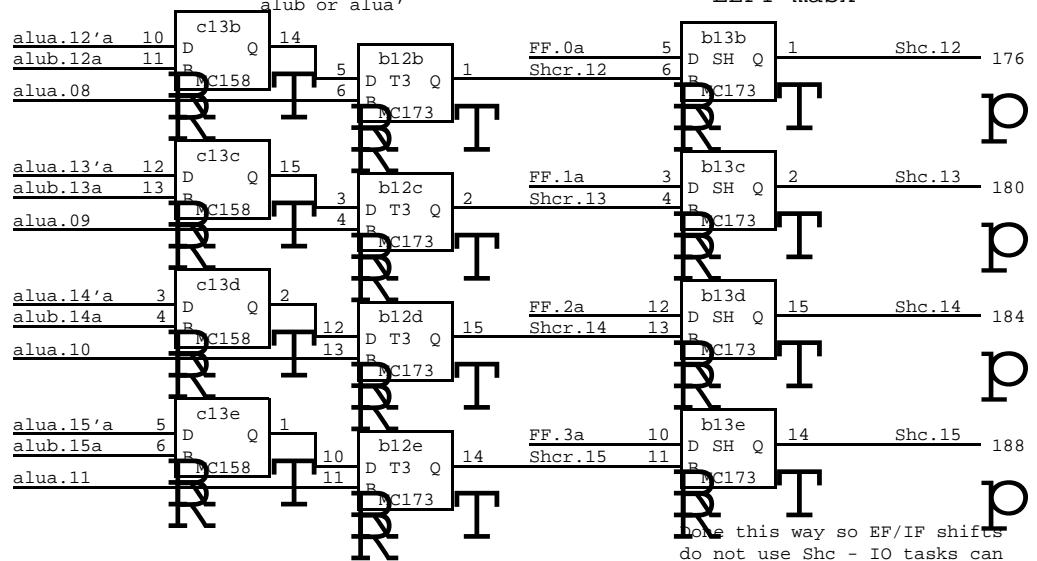 alub or alua'
LEFT mask
c13b
alua.12'a 10 D Q 14
alub.12a 11 B
MC158
alua.08
b12b
5 D T3 Q 1
6 B
MC173
FF.0a 5
Shcr.12 6
b13b
D SH Q 1 Shc.12 176
B
MC173
R T R T R T p
c13c
alua.13'a 12 D Q 15
alub.13a 13 B
MC158
alua.09
b12c
3 D T3 Q 2
4 B
MC173
FF.1a 3
Shcr.13 4
b13c
D SH Q 2 Shc.13 180
B
MC173
R T R T R T p
c13d
alua.14'a 3 D Q 2
alub.14a 4 B
MC158
alua.10
b12d
12 D T3 Q 15
13 B
MC173
FF.2a 12
Shcr.14 13
b13d
D SH Q 15 Shc.14 184
B
MC173
R T R T R T p
c13e
alua.15'a 5 D Q 1
alub.15a 6 B
MC158
alua.11
b12e
10 D T3 Q 14
11 B
MC173
FF.3a 10
Shcr.15 11
b13e
D SH Q 14 Shc.15 188
B
MC173
R T R T R T p
Done this way so EF/IF shifts
do not use Shc - IO tasks can